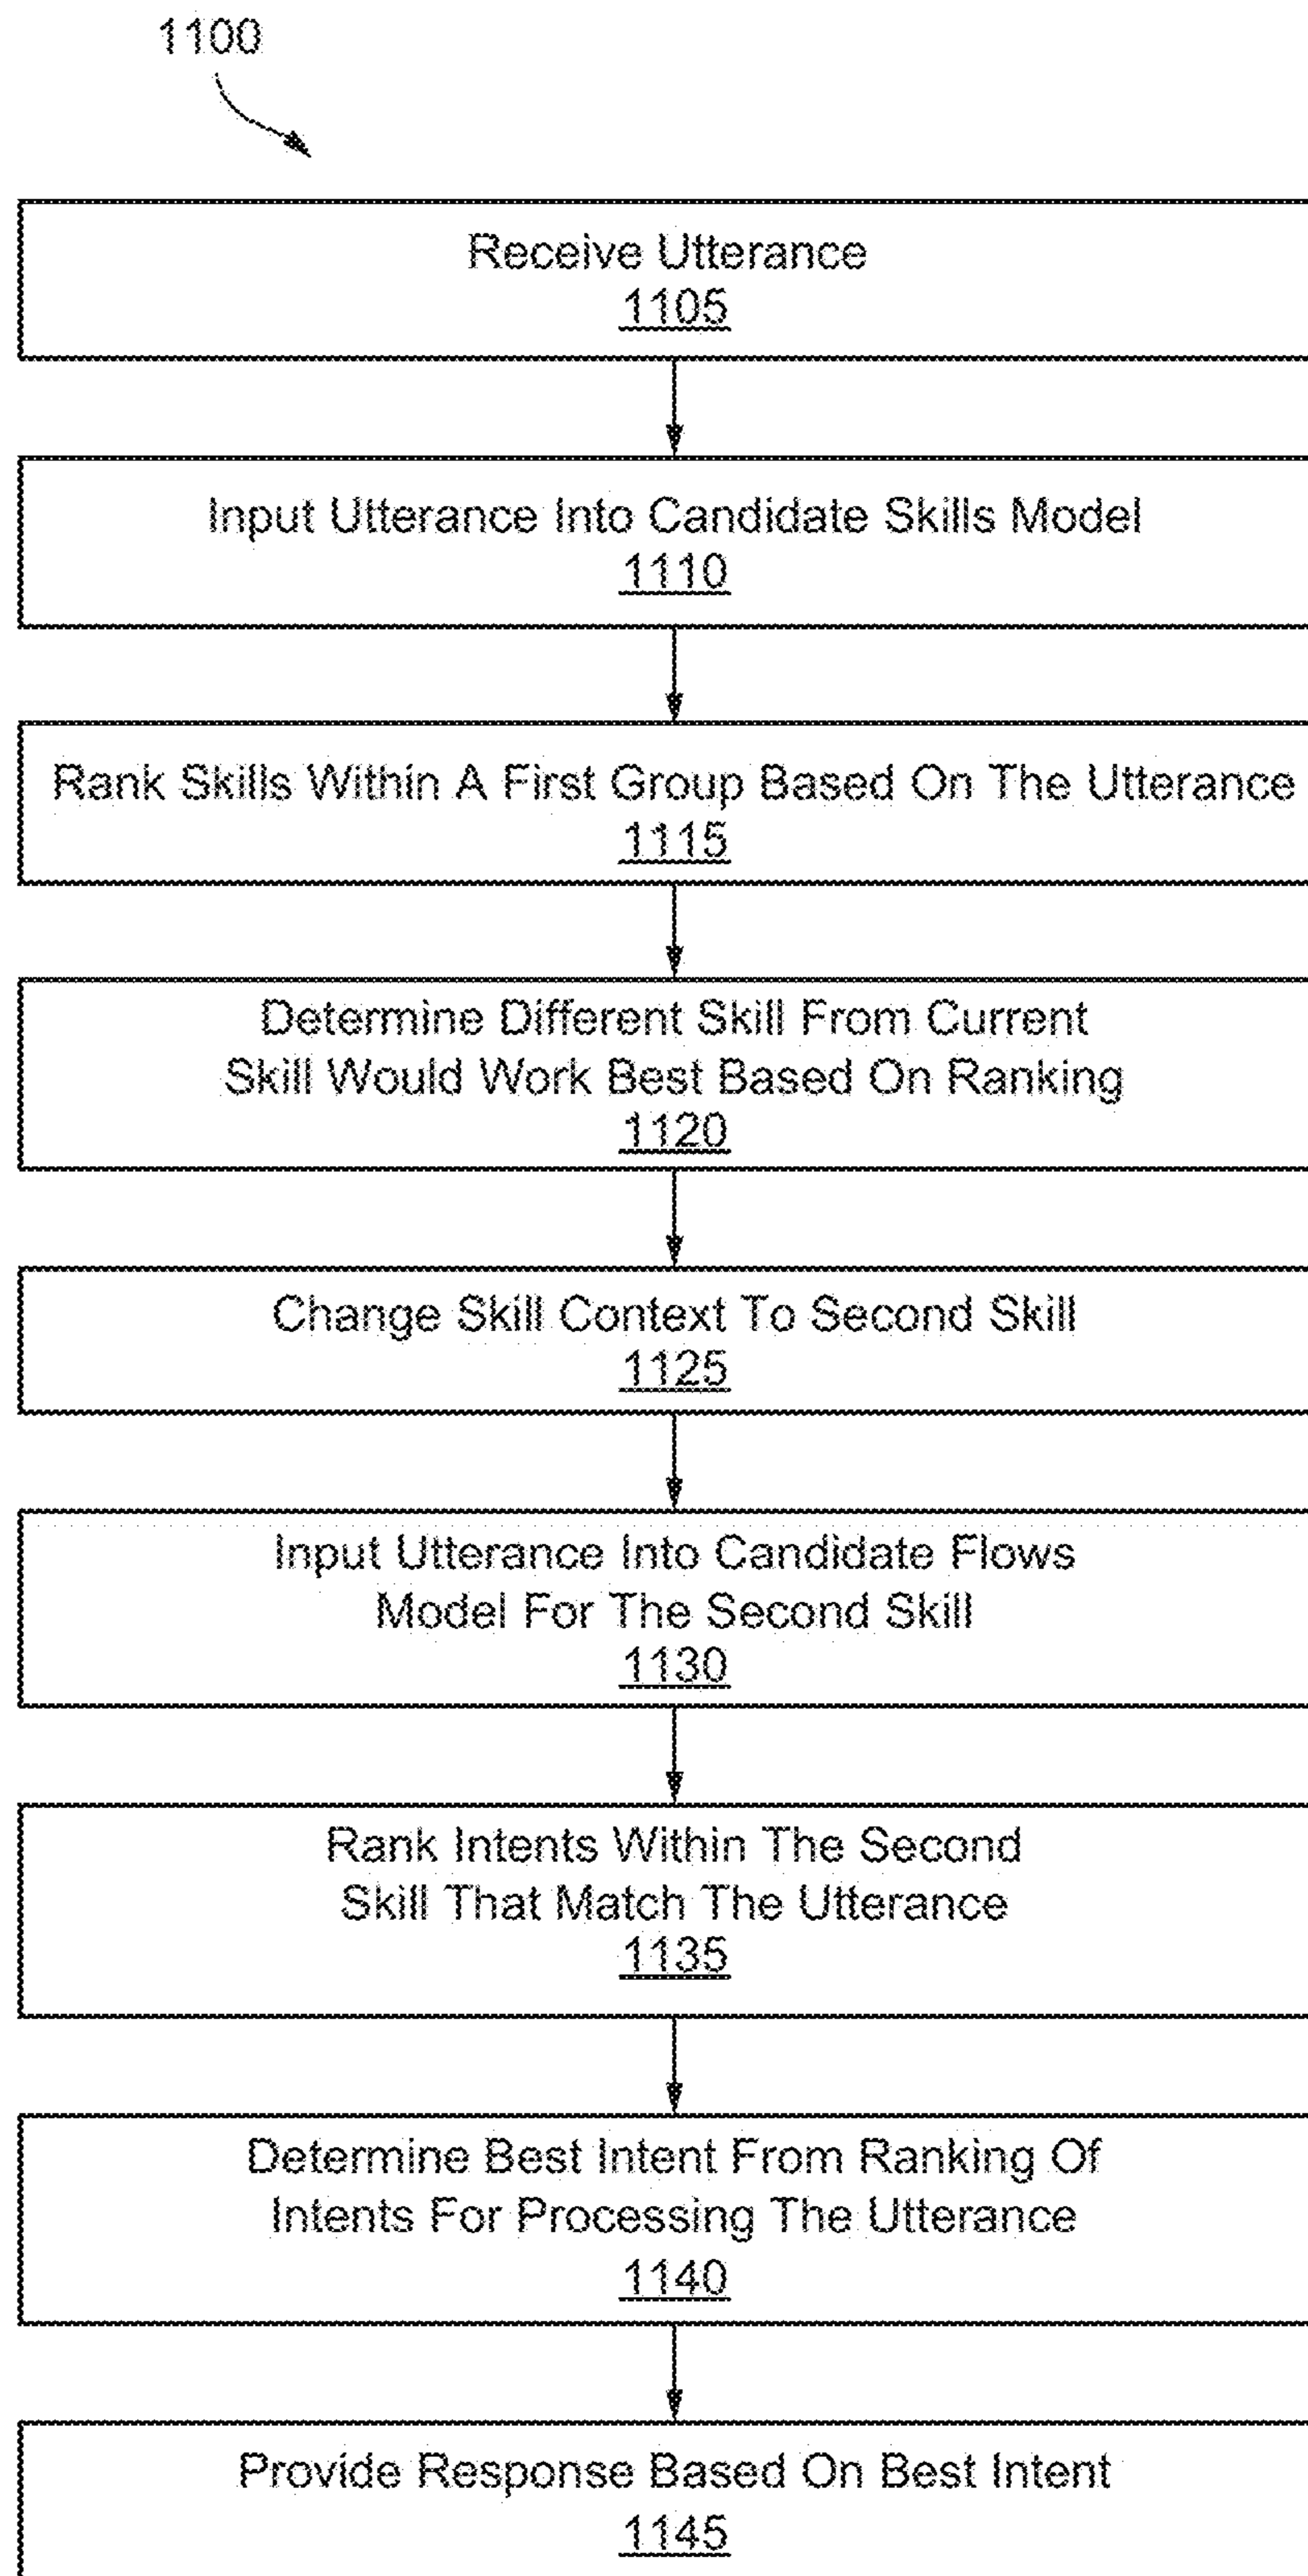 1100
Receive Utterance
1105
Input Utterance Into Candidate Skills Model
1110
Rank Skills Within A First Group Based On The Utterance
1115
Determine Different Skill From Current
Skill Would Work Best Based On Ranking
1120
Change Skill Context To Second Skill
1125
Input Utterance Into Candidate Flows
Model For The Second Skill
1130
Rank Intents Within The Second
Skill That Match The Utterance
1135
Determine Best Intent From Ranking Of
Intents For Processing The Utterance
1140
Provide Response Based On Best Intent
1145